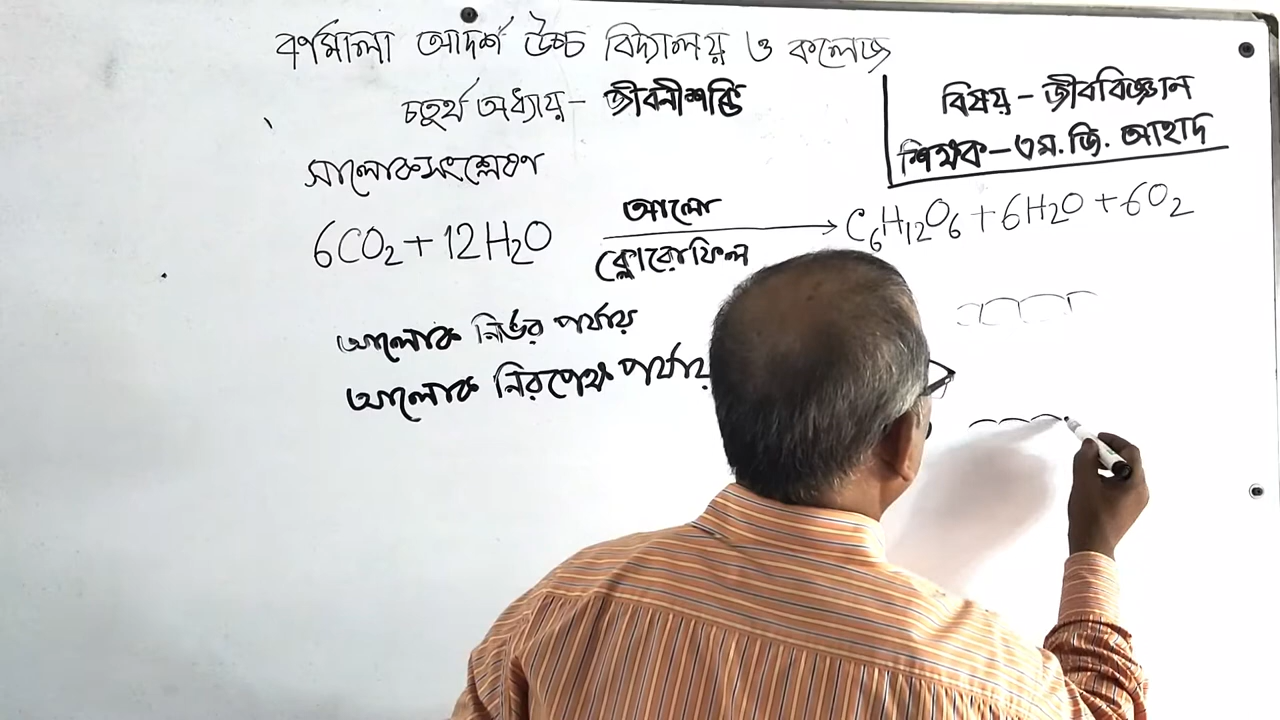 বর্ণমালা আদর্শ উচ্চ বিদ্যালয় ও কলেজ
চতুর্থ অধ্যায় - জীবনীশক্তি
বিষয় - জীববিজ্ঞান
শিক্ষক - এম. জি. আহাদ
সালোকসংশ্লেষণ
6CO₂ + 12H₂O
আলো
ক্লোরোফিল
C₆H₁₂O₆ + 6H₂O + 6O₂
আলোক নির্ভর পর্যায়
আলোক নিরপেক্ষ পর্যায়